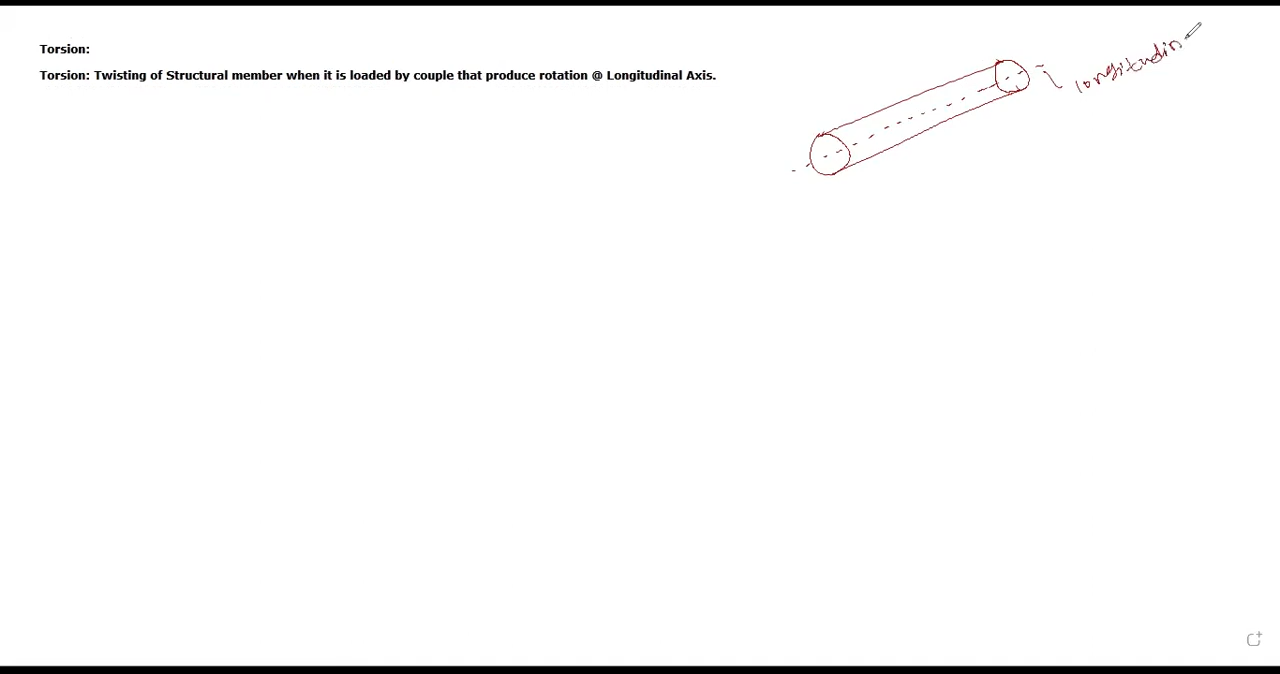 Torsion:
Torsion: Twisting of Structural member when it is loaded by couple that produce rotation @ Longitudinal Axis.
longitudin